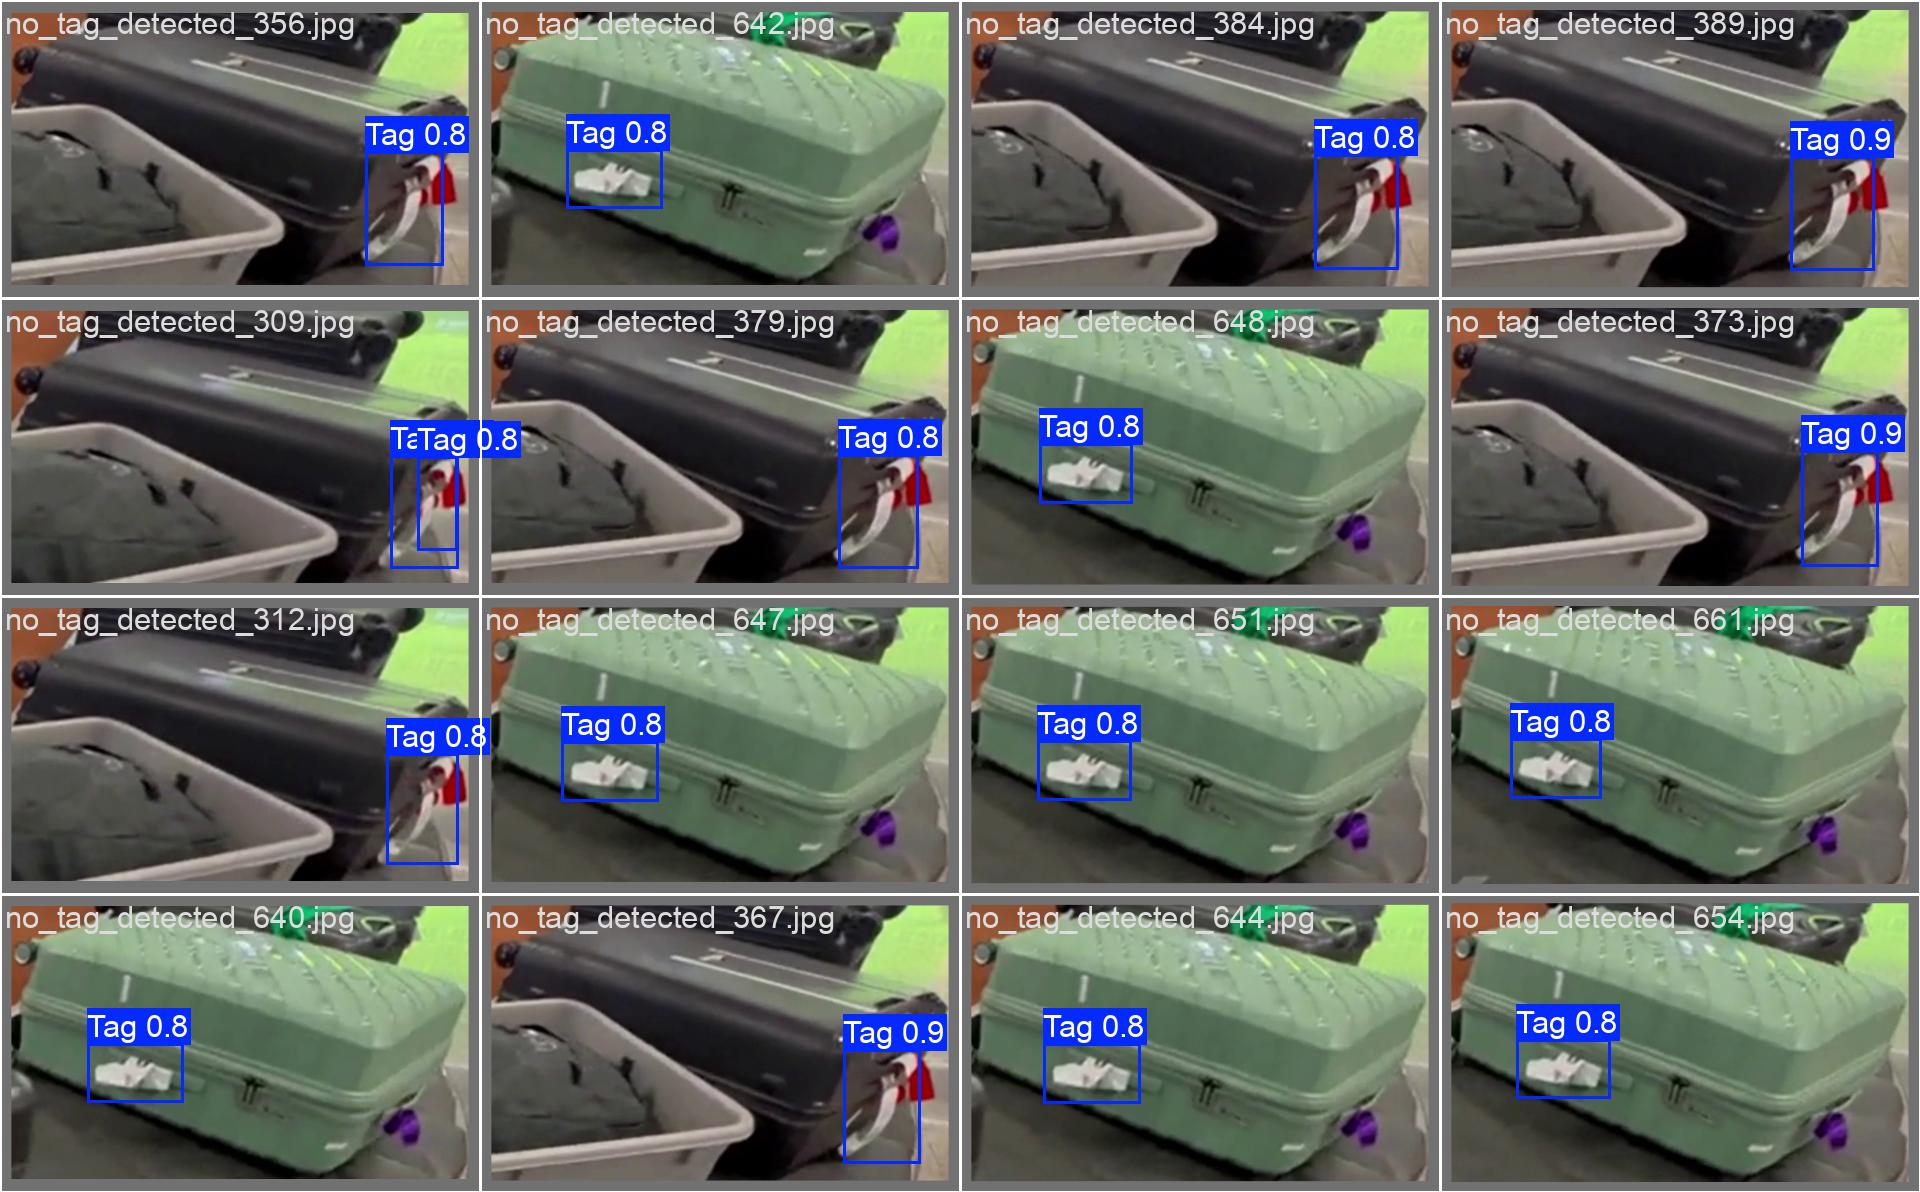 no_tag_detected_356.jpg
Tag 0.8
no_tag_detected_642.jpg
Tag 0.8
no_tag_detected_384.jpg
Tag 0.8
no_tag_detected_389.jpg
Tag 0.9
no_tag_detected_309.jpg
Ta
Tag 0.8
no_tag_detected_379.jpg
Tag 0.8
no_tag_detected_648.jpg
Tag 0.8
no_tag_detected_373.jpg
Tag 0.9
no_tag_detected_312.jpg
Tag 0.8
no_tag_detected_647.jpg
Tag 0.8
no_tag_detected_651.jpg
Tag 0.8
no_tag_detected_661.jpg
Tag 0.8
no_tag_detected_640.jpg
Tag 0.8
no_tag_detected_367.jpg
Tag 0.9
no_tag_detected_644.jpg
Tag 0.8
no_tag_detected_654.jpg
Tag 0.8